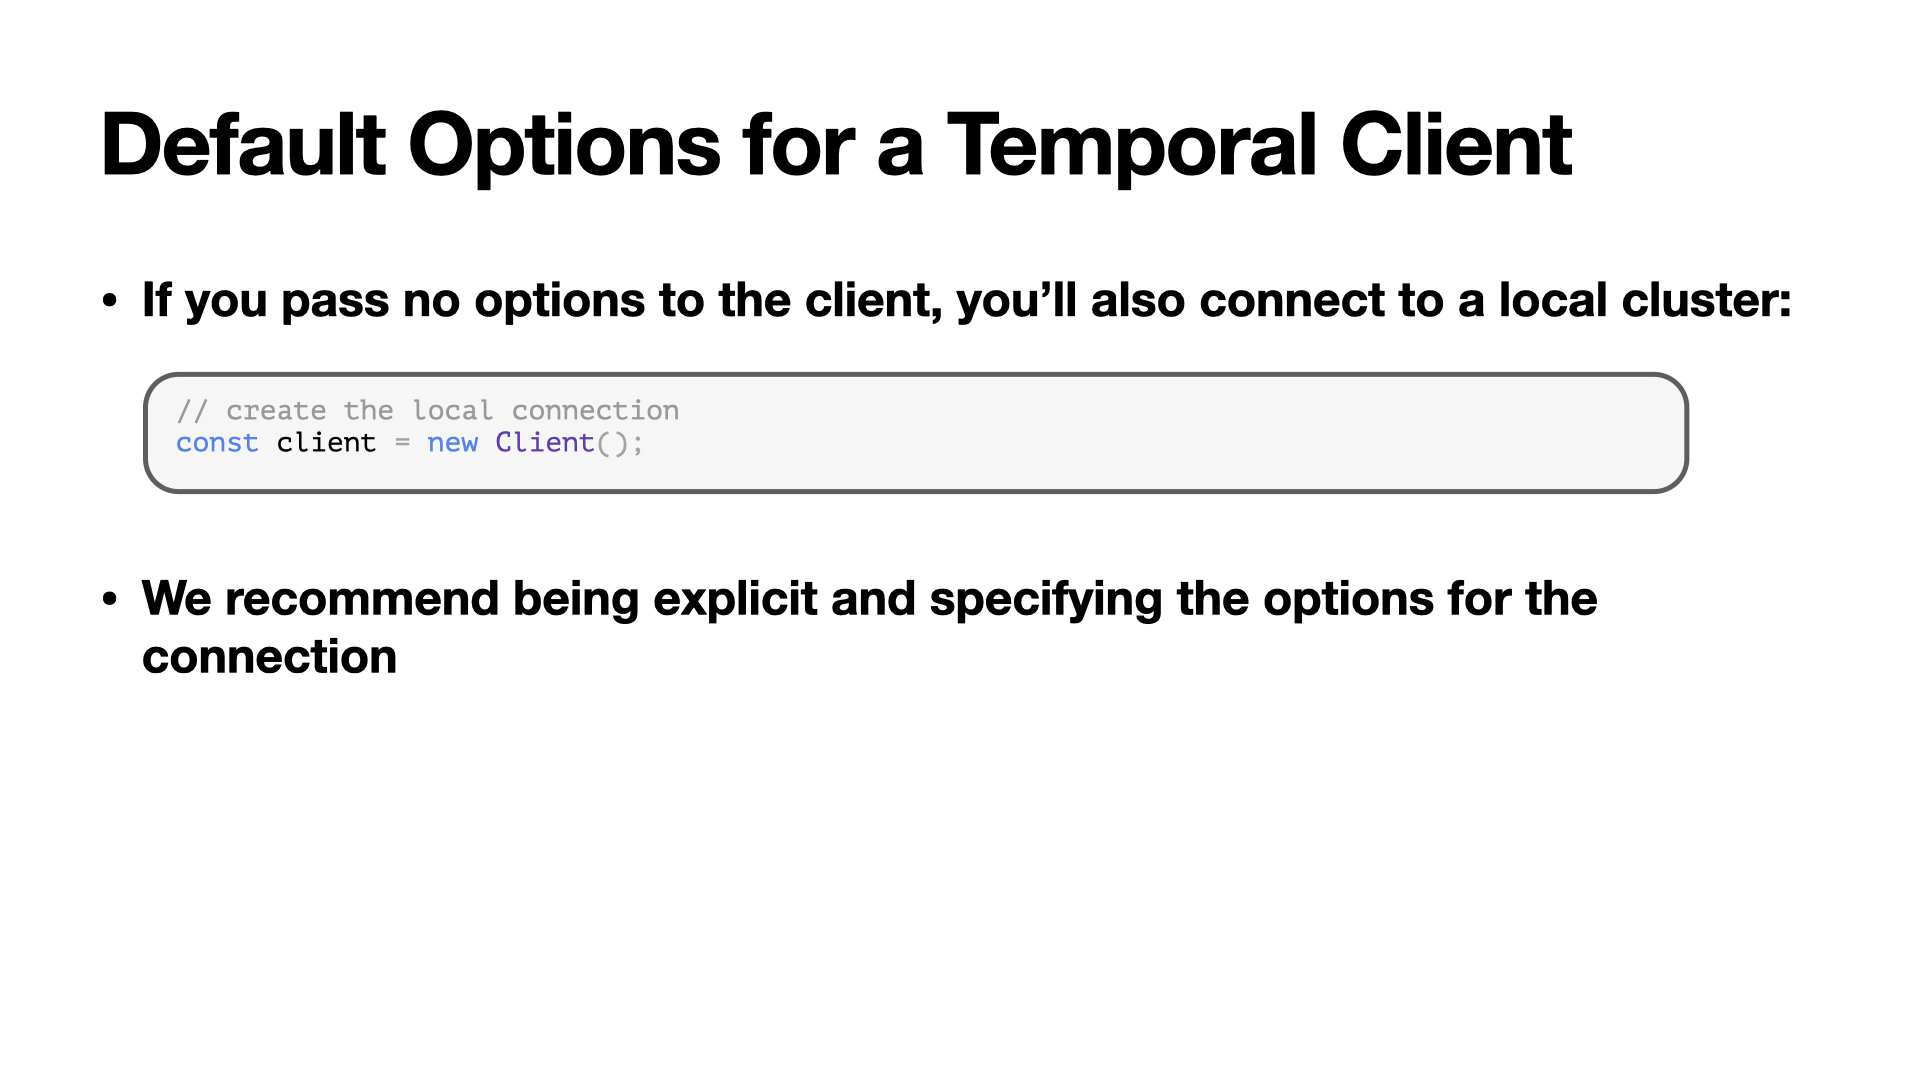 Default Options for a Temporal Client
• If you pass no options to the client, you’ll also connect to a local cluster:
// create the local connection
const client = new Client();
• We recommend being explicit and specifying the options for the
connection